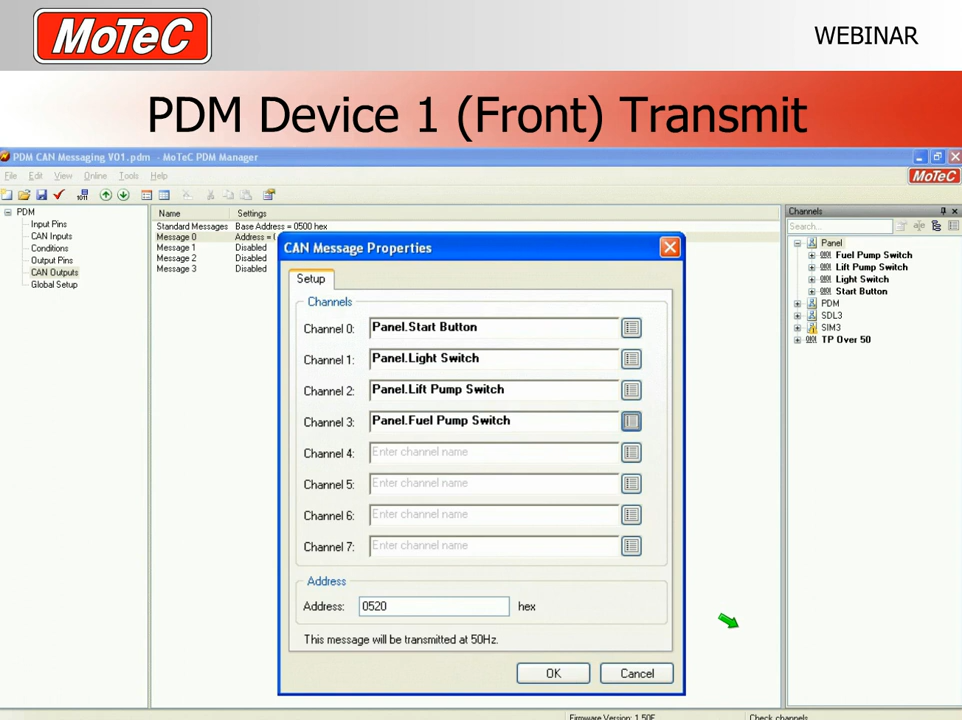 MoTeC
WEBINAR
PDM Device 1 (Front) Transmit
PDM CAN Messaging V01.pdm - MoTeC PDM Manager
File Edit View Online Tools Help
MoTeC
PDM
Input Pins
CAN Inputs
Conditions
Output Pins
CAN Outputs
Global Setup
Name Settings
Standard Messages Base Address = 0500 hex
Message 0 Address = 
Message 1 Disabled
Message 2 Disabled
Message 3 Disabled
CAN Message Properties
Setup
Channels
Channel 0: Panel.Start Button
Channel 1: Panel.Light Switch
Channel 2: Panel.Lift Pump Switch
Channel 3: Panel.Fuel Pump Switch
Channel 4: Enter channel name
Channel 5: Enter channel name
Channel 6: Enter channel name
Channel 7: Enter channel name
Address
Address: 0520 hex
This message will be transmitted at 50Hz.
OK Cancel
Channels
Search...
Panel
Fuel Pump Switch
Lift Pump Switch
Light Switch
Start Button
PDM
SDL3
SIM3
TP Over 50